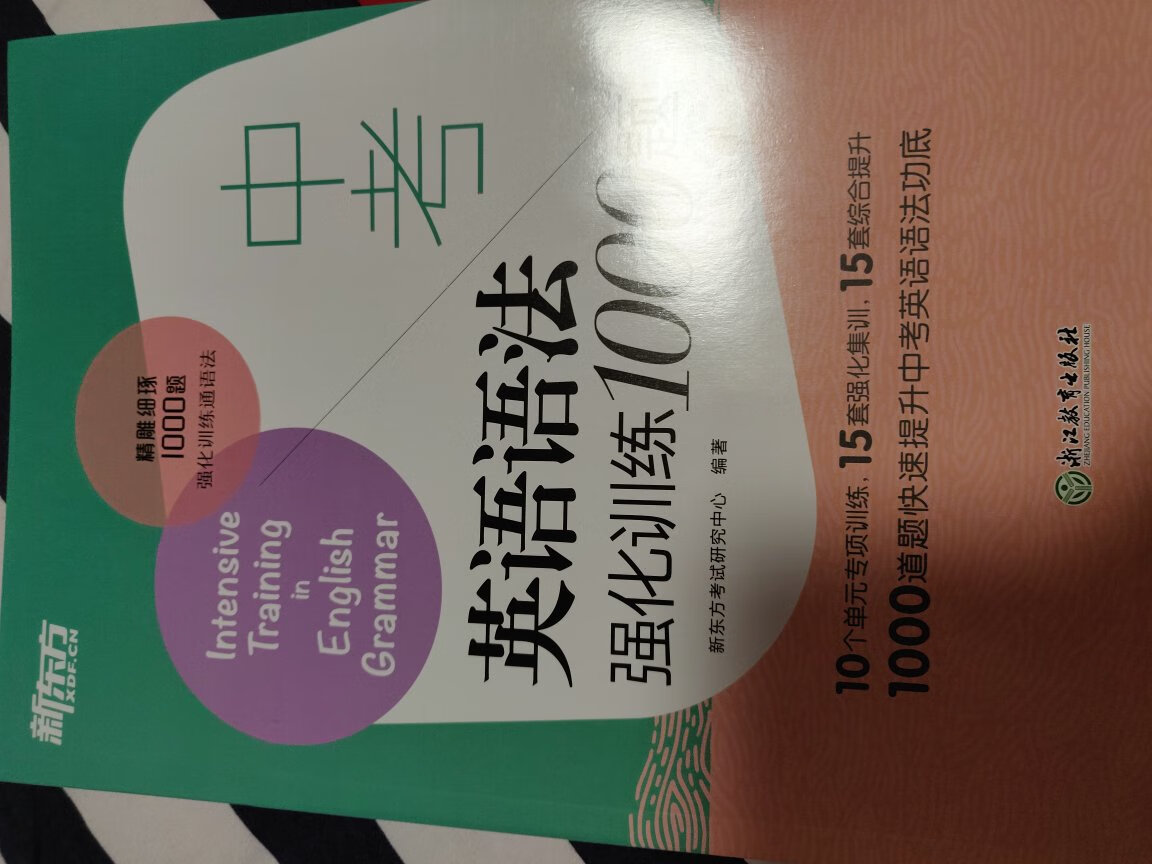 新东方
XDF.CN
精雕细琢
1000题
强化训练通语法
Intensive
Training
in
English
Grammar
中考
英语语法
强化训练1000题
新东方考试研究中心 编著
10个单元专项训练，15套强化集训，15套综合提升
1000道题快速提升中考英语语法功底
浙江教育出版社
ZHEJIANG EDUCATION PUBLISHING HOUSE